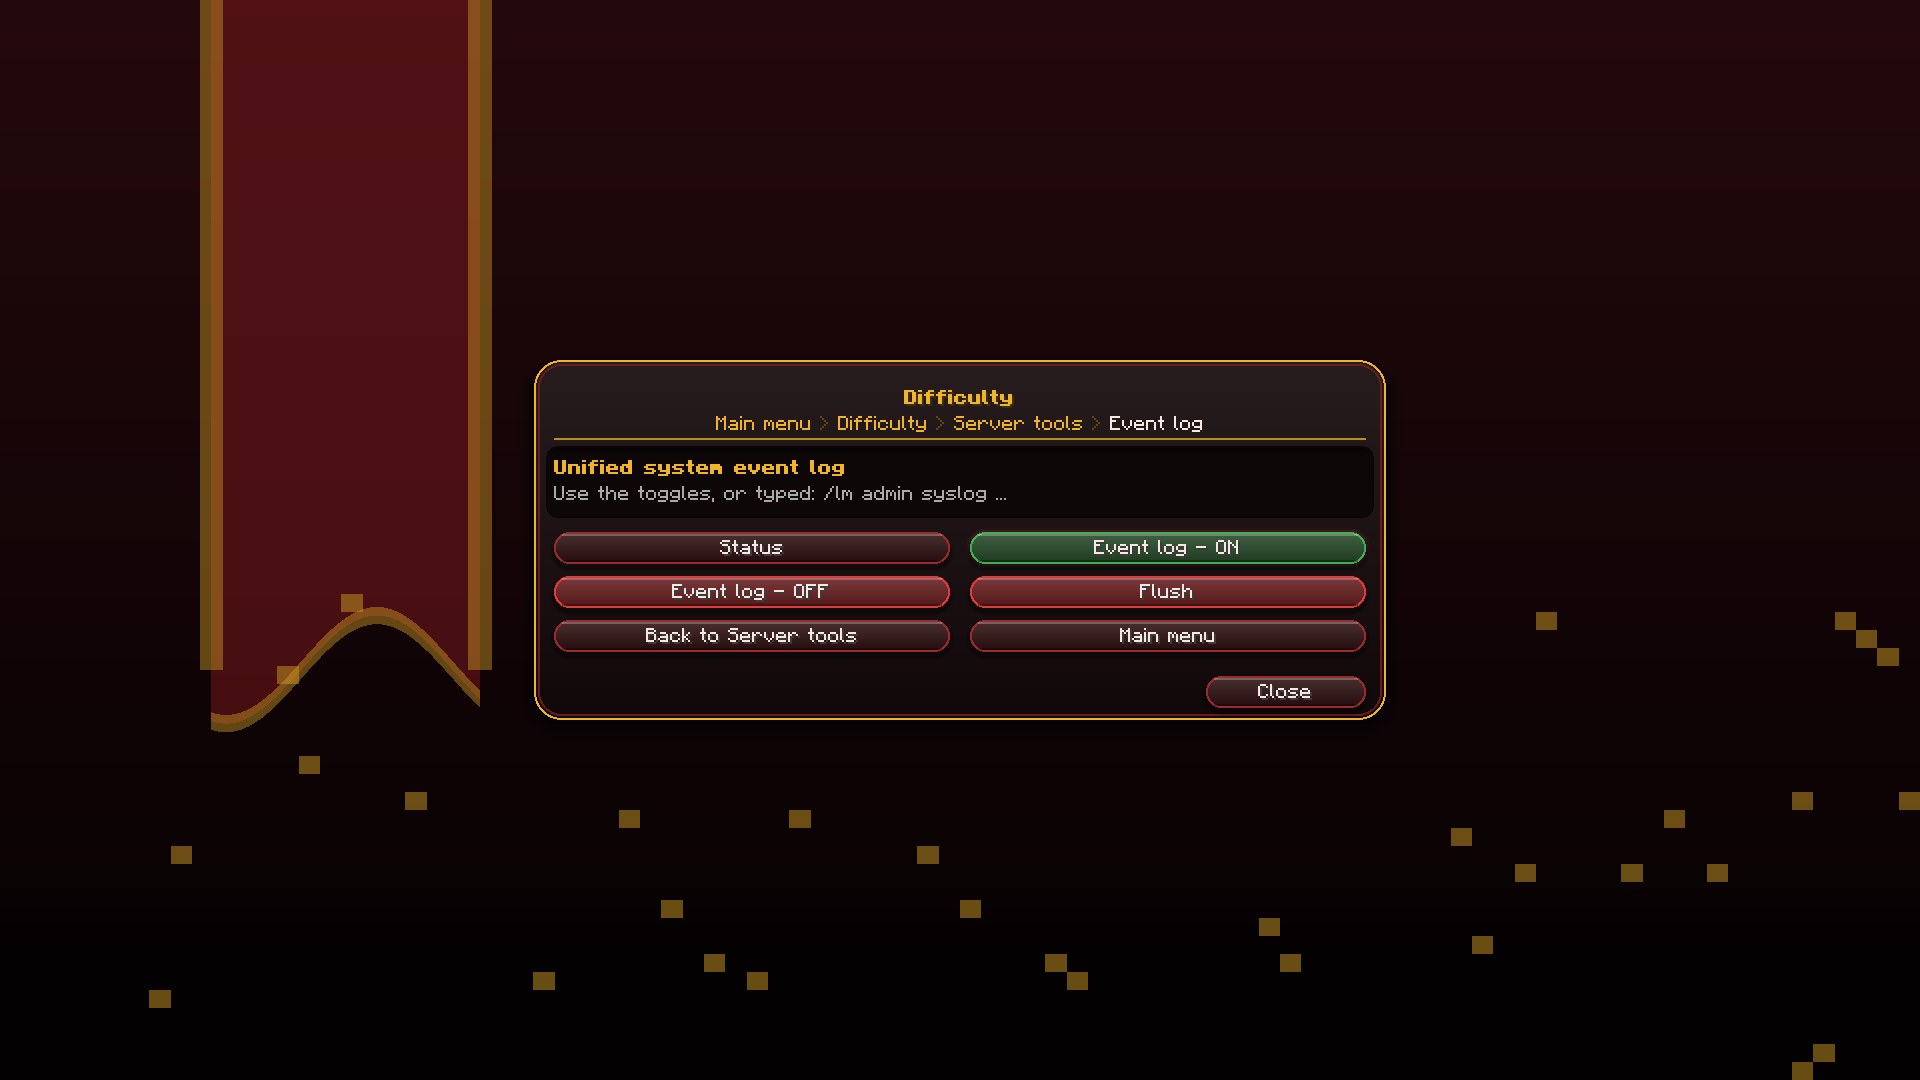 Difficulty
Main menu > Difficulty > Server tools > Event log
Unified system event log
Use the toggles, or typed: /lm admin syslog ...
Status
Event log - ON
Event log - OFF
Flush
Back to Server tools
Main menu
Close